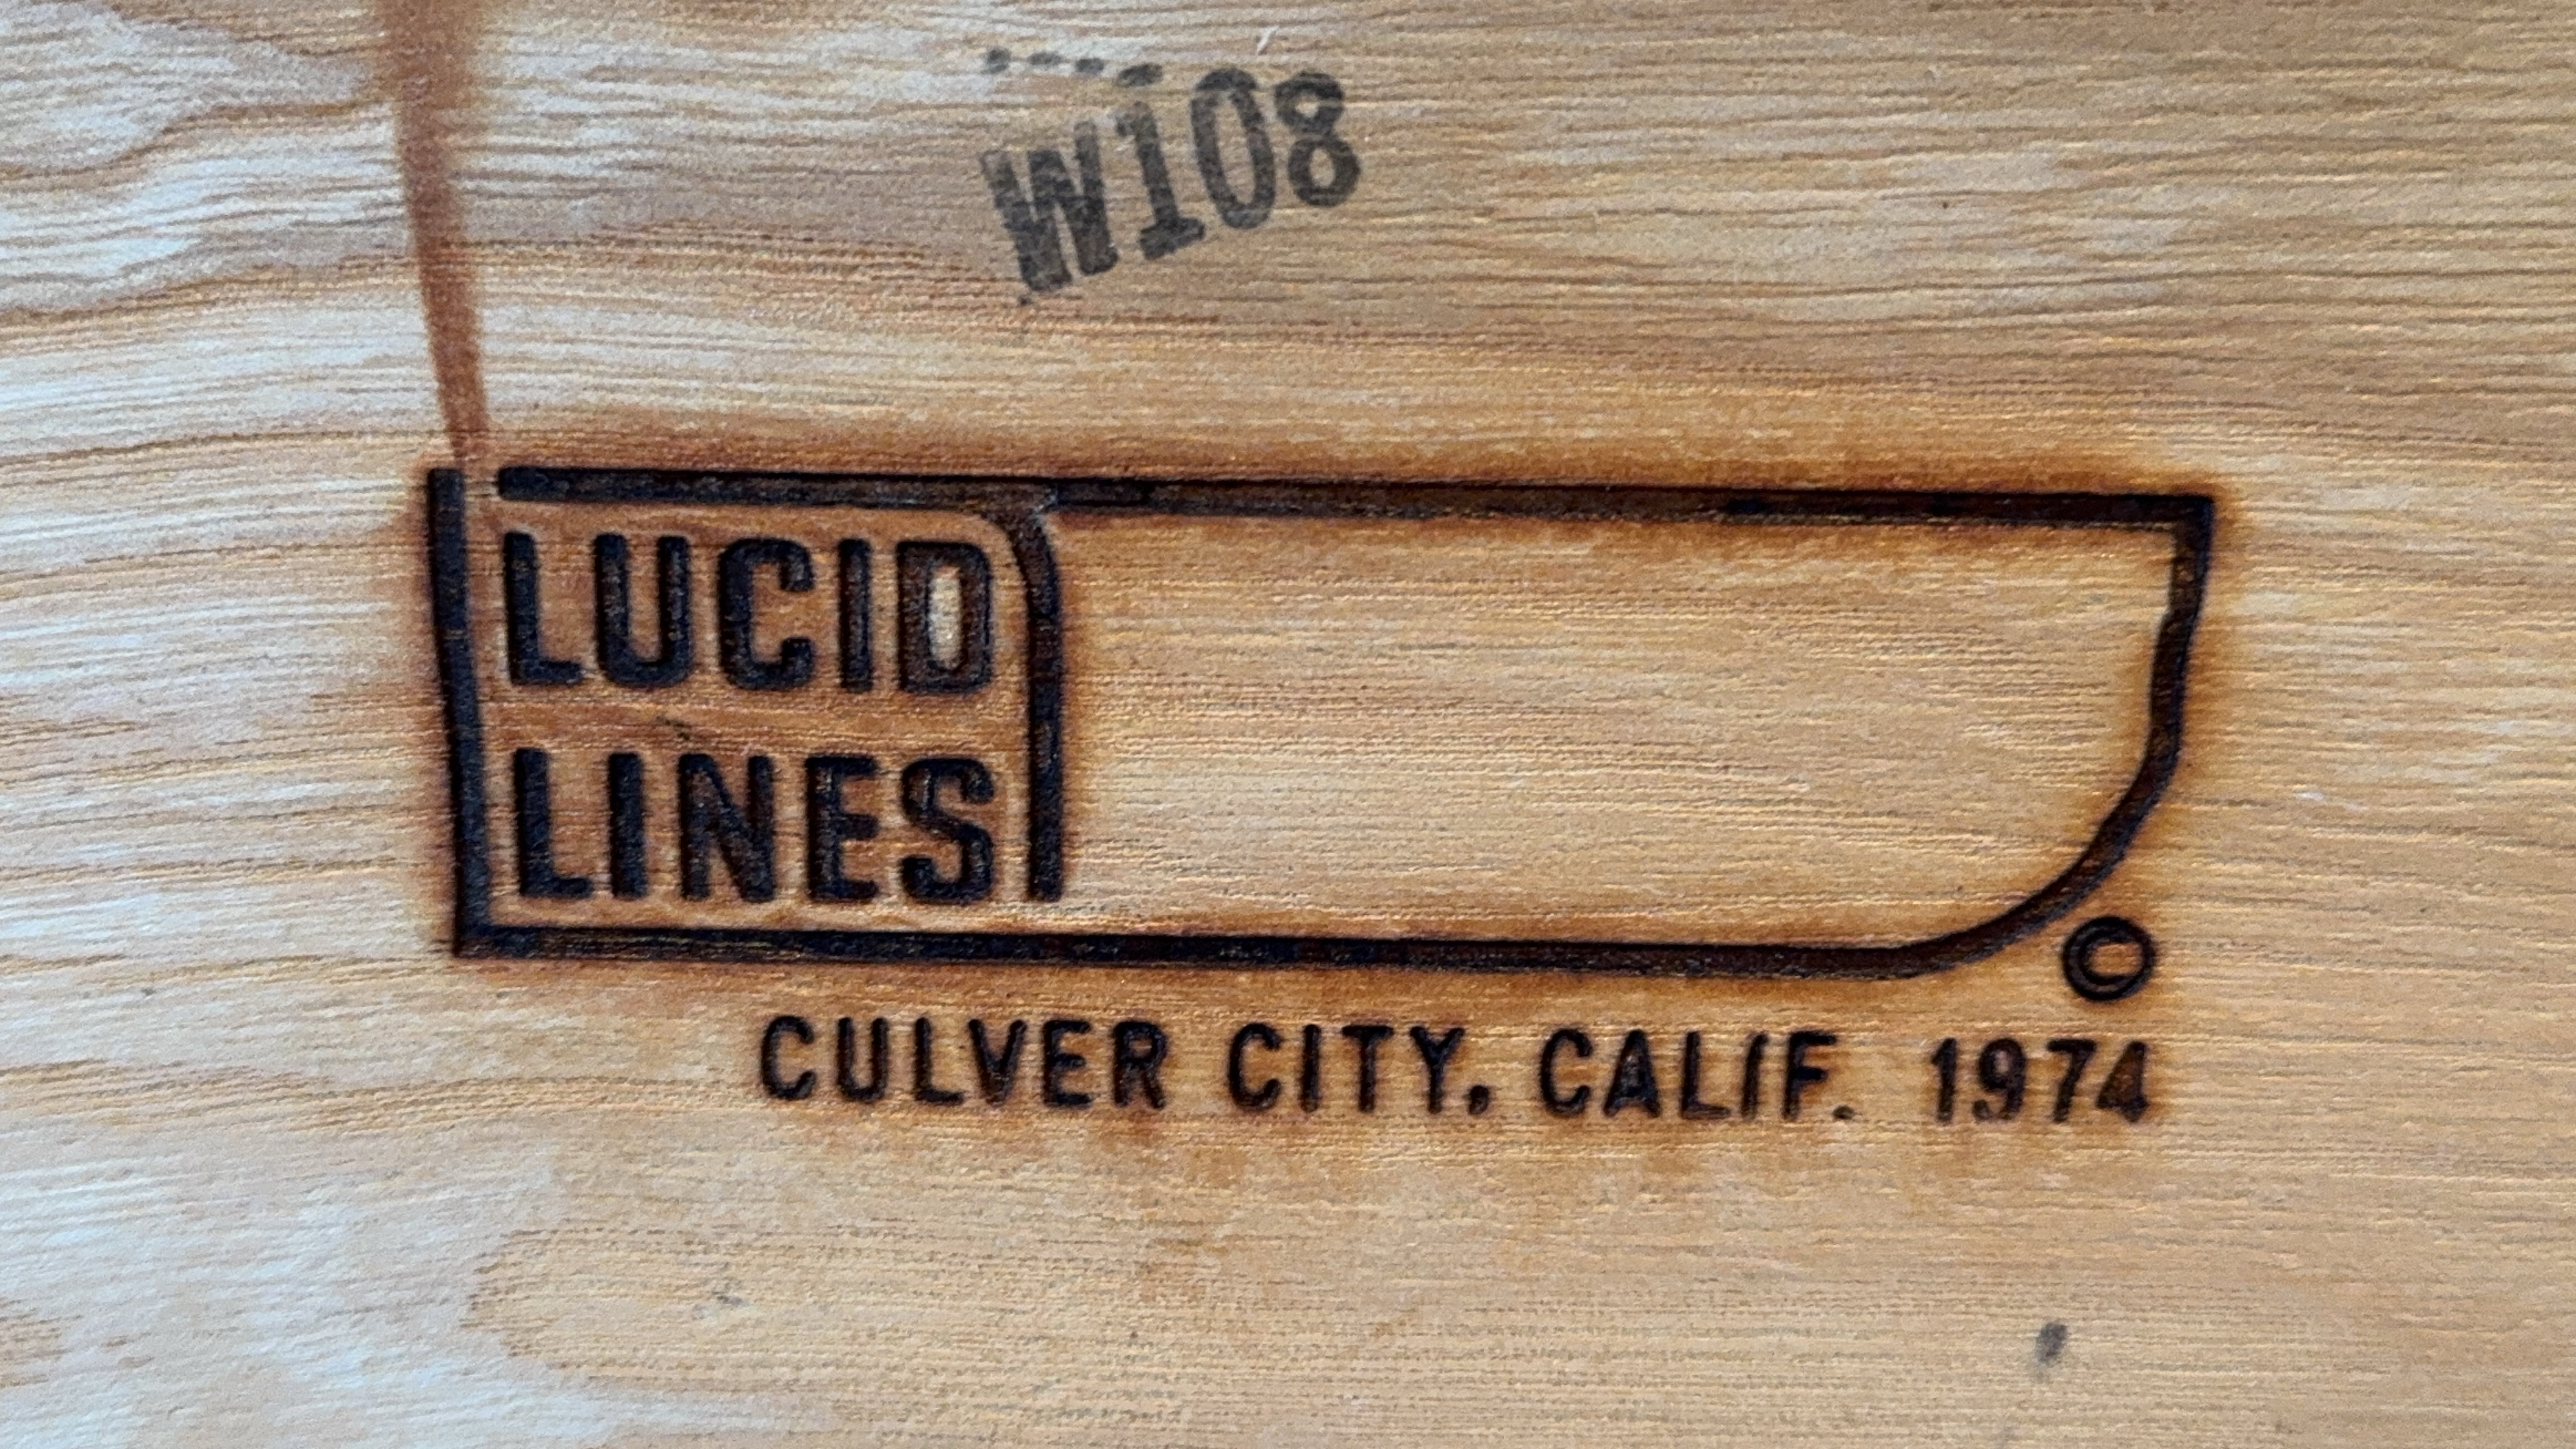 W108
LUCID
LINES
©
CULVER CITY, CALIF. 1974